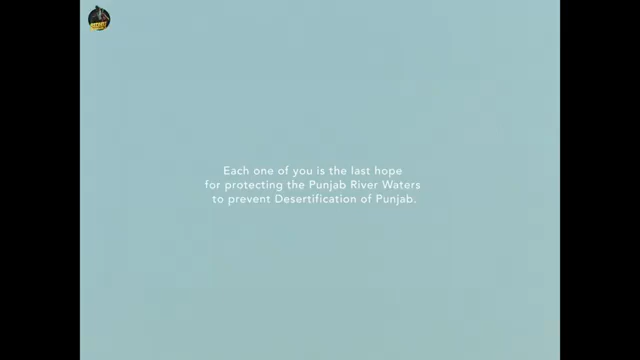 Each one of you is the last hope
for protecting the Punjab River Waters
to prevent Desertification of Punjab.